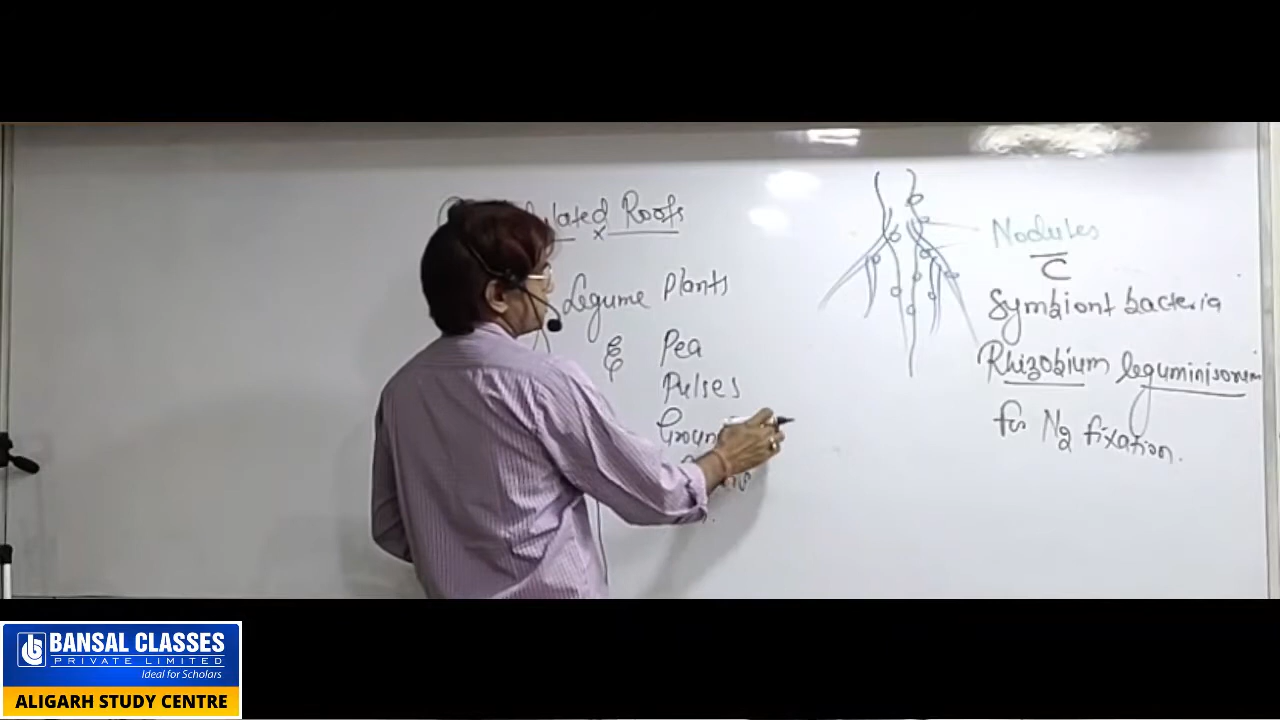 Roots
Legume Plants
Pea
Pulses
Nodules
C
Symbiont bacteria
Rhizobium leguminisorum
for N2 fixation.
BANSAL CLASSES
PRIVATE LIMITED
Ideal for Scholars
ALIGARH STUDY CENTRE